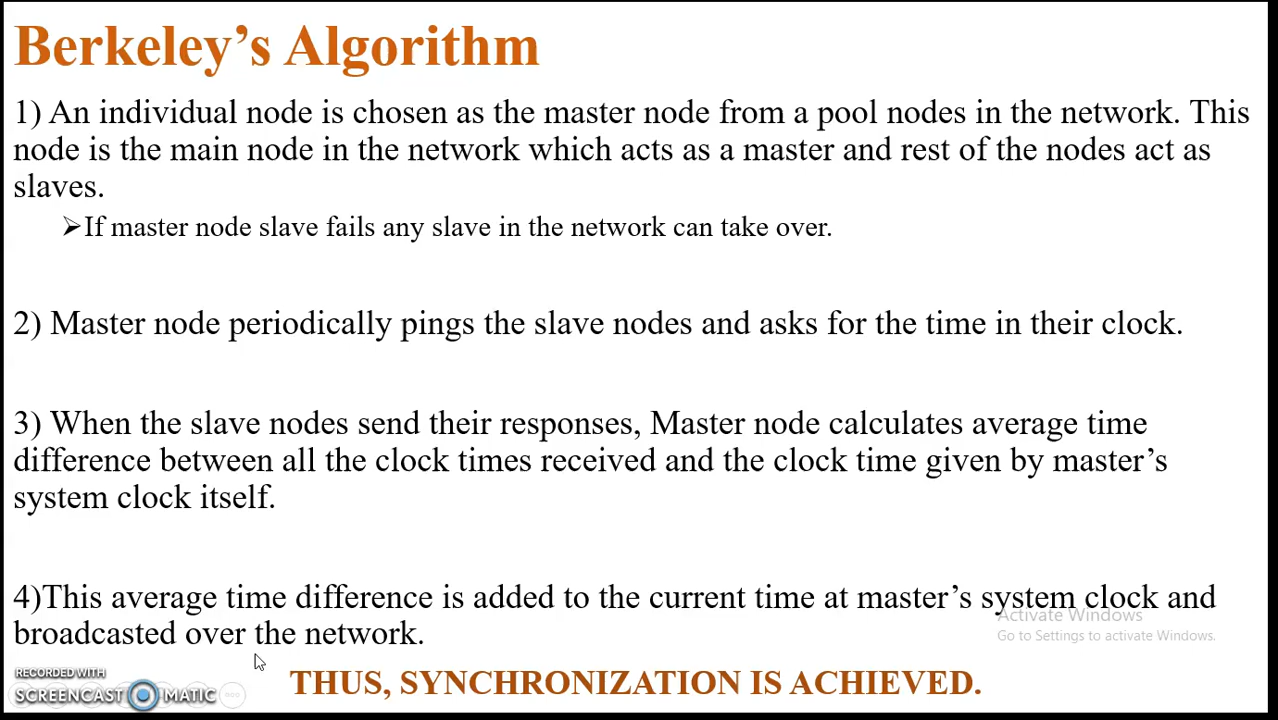 Berkeley’s Algorithm
1) An individual node is chosen as the master node from a pool nodes in the network. This
node is the main node in the network which acts as a master and rest of the nodes act as
slaves.
➢If master node slave fails any slave in the network can take over.
2) Master node periodically pings the slave nodes and asks for the time in their clock.
3) When the slave nodes send their responses, Master node calculates average time
difference between all the clock times received and the clock time given by master’s
system clock itself.
4)This average time difference is added to the current time at master’s system clock and
broadcasted over the network.
Activate Windows
Go to Settings to activate Windows.
RECORDED WITH
SCREENCAST MATIC
THUS, SYNCHRONIZATION IS ACHIEVED.